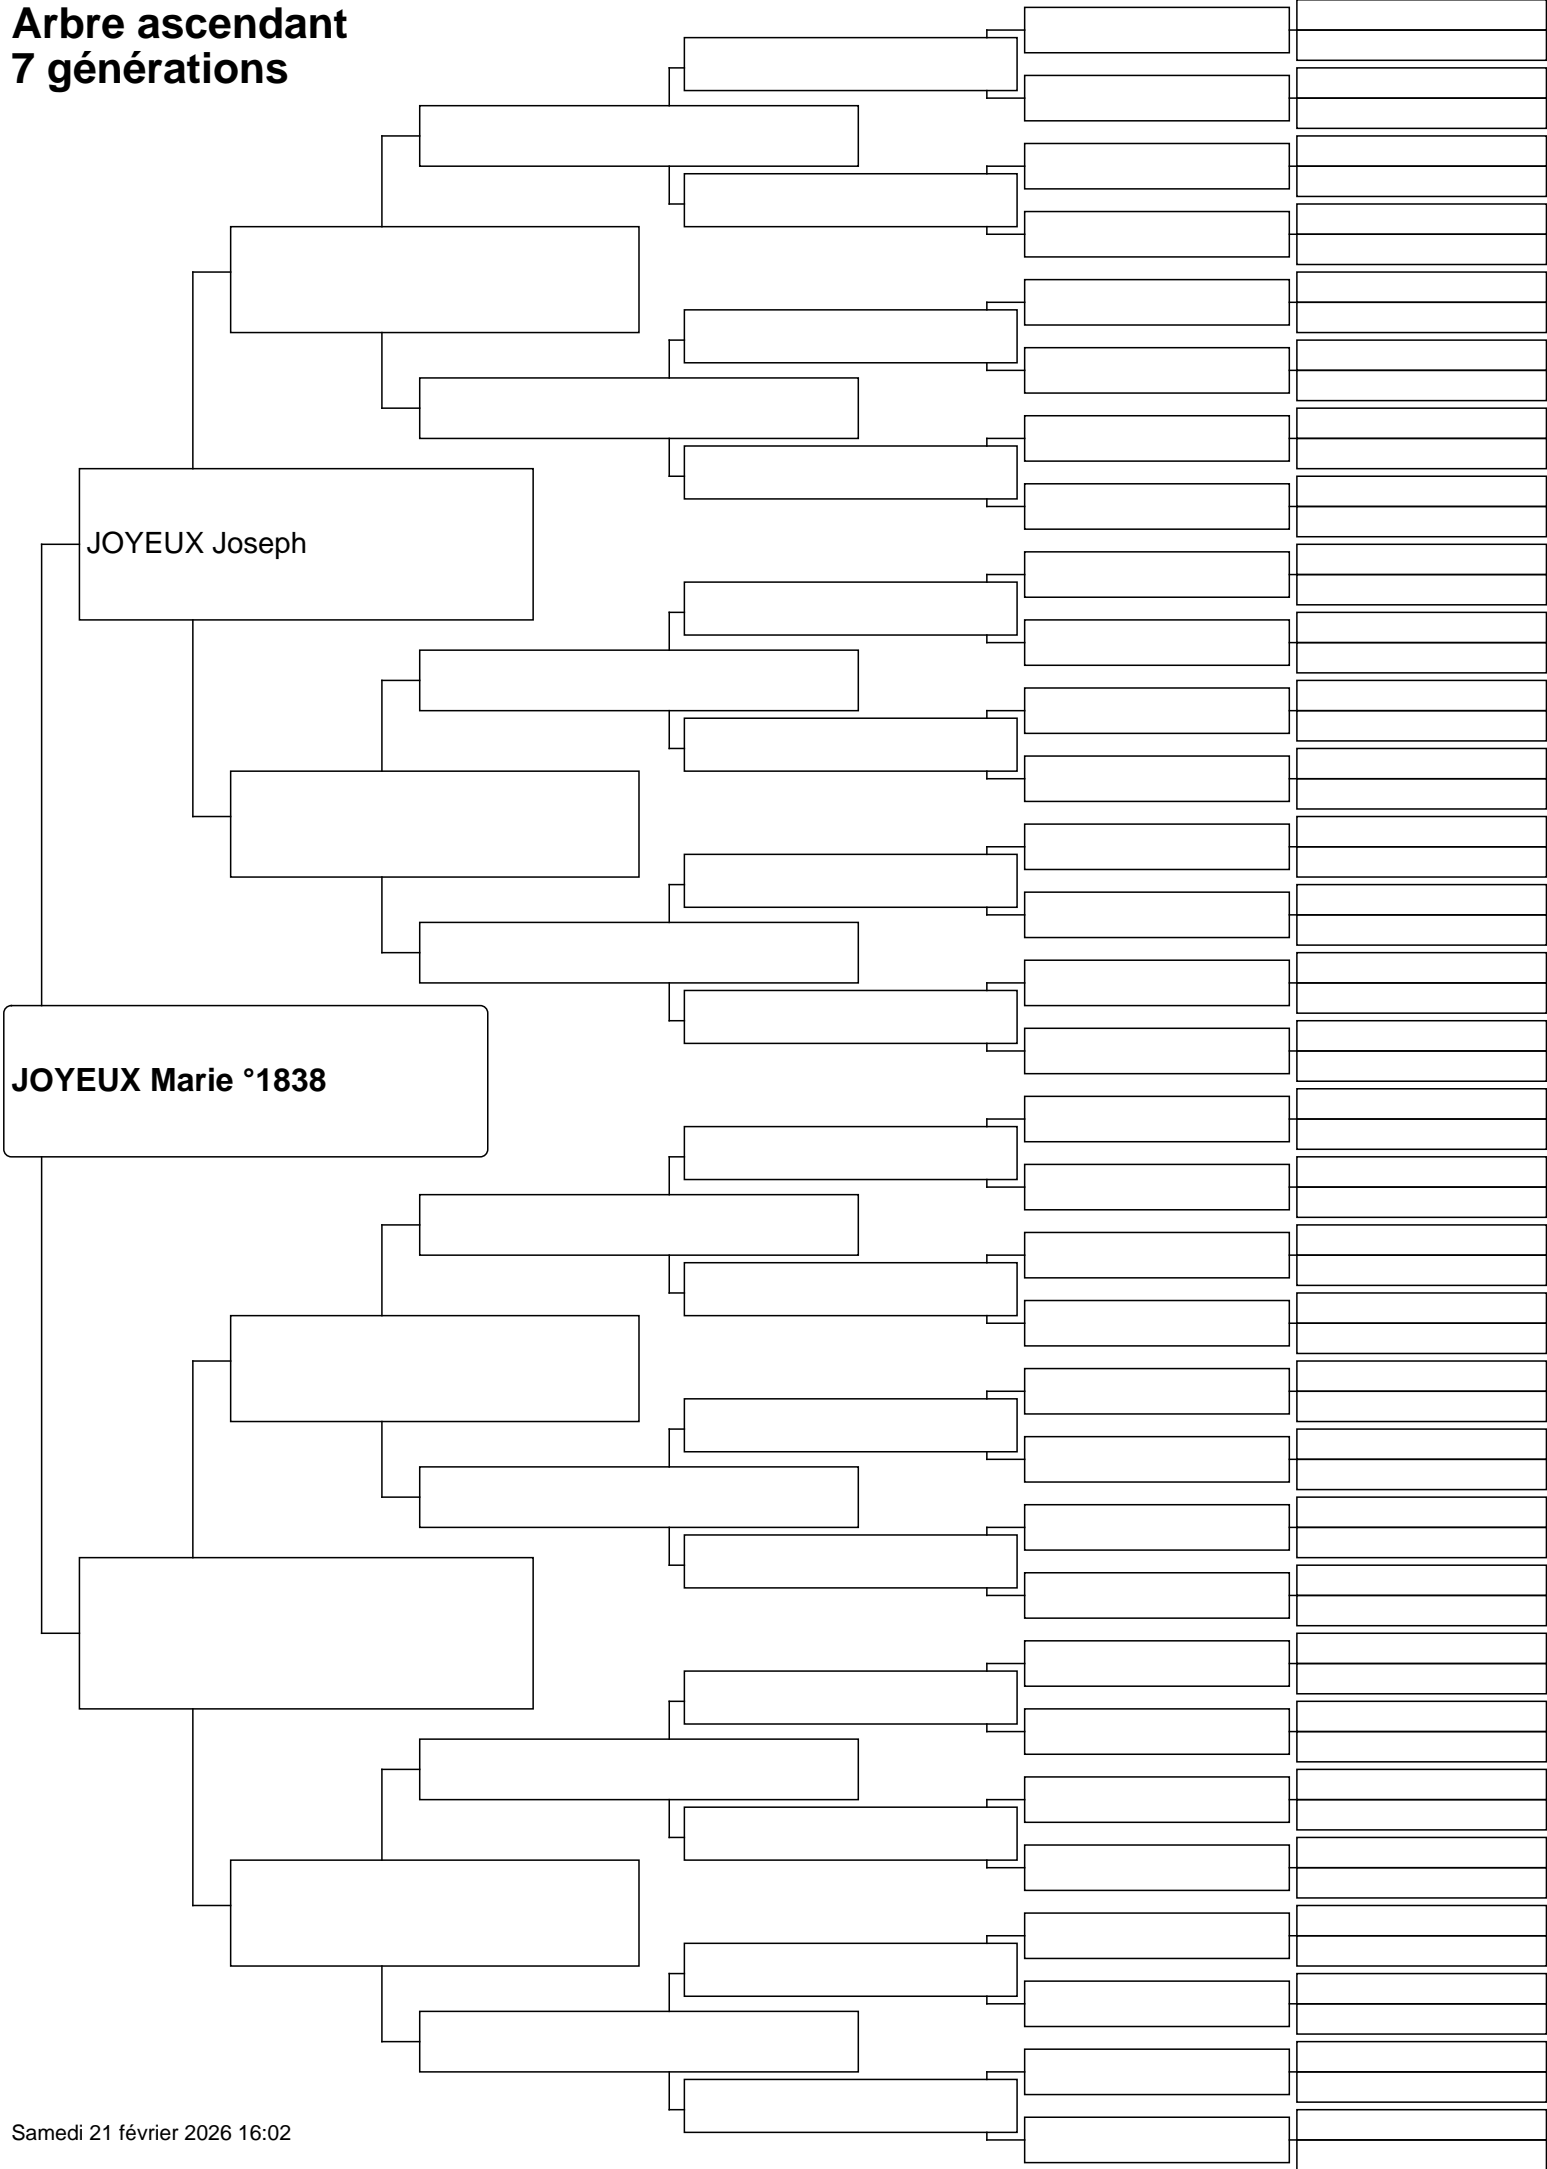 Arbre ascendant
7 générations
JOYEUX Joseph
JOYEUX Marie °1838
Samedi 21 février 2026 16:02